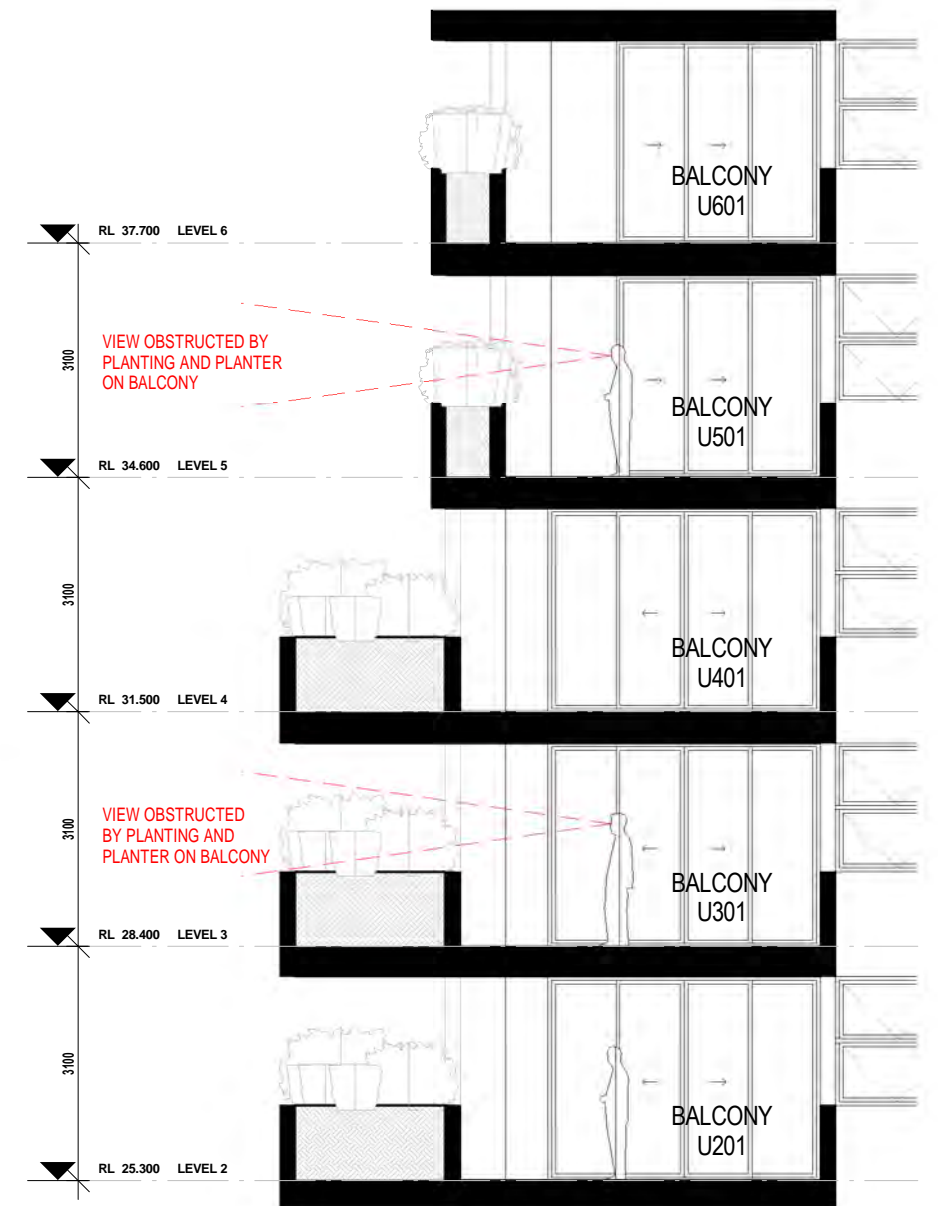 BALCONY
U601
RL 37.700 LEVEL 6
3100
VIEW OBSTRUCTED BY
PLANTING AND PLANTER
ON BALCONY
BALCONY
U501
RL 34.600 LEVEL 5
3100
BALCONY
U401
RL 31.500 LEVEL 4
3100
VIEW OBSTRUCTED
BY PLANTING AND
PLANTER ON BALCONY
BALCONY
U301
RL 28.400 LEVEL 3
3100
BALCONY
U201
RL 25.300 LEVEL 2